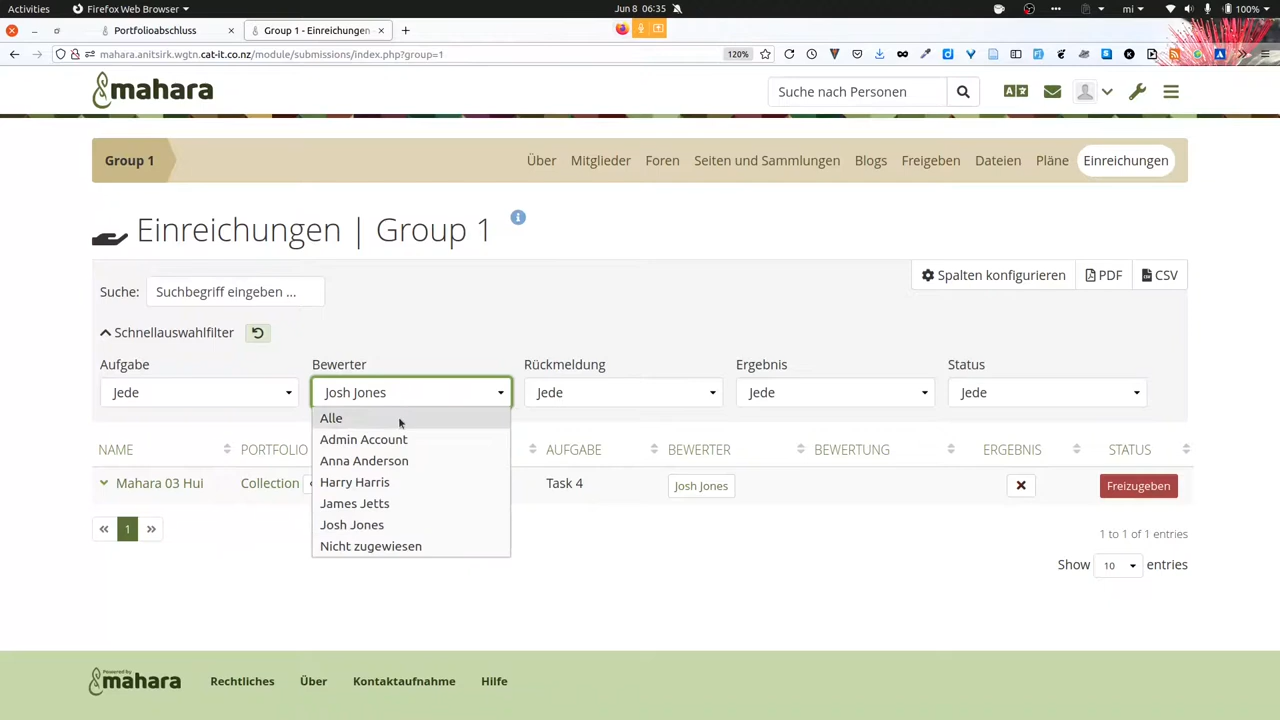 Activities Firefox Web Browser Jun 8 06:35 mi 100%
Portfolioabschluss Group 1 - Einreichungen
mahara.anitsirk.wgtn.cat-it.co.nz/module/submissions/index.php?group=1 120%
mahara Suche nach Personen
Group 1 Über Mitglieder Foren Seiten und Sammlungen Blogs Freigeben Dateien Pläne Einreichungen
Einreichungen | Group 1
Spalten konfigurieren PDF CSV
Suche: Suchbegriff eingeben ...
Schnellauswahlfilter
Aufgabe Bewerter Rückmeldung Ergebnis Status
Jede Josh Jones Jede Jede Jede
Alle
Admin Account
Anna Anderson
Harry Harris
James Jetts
Josh Jones
Nicht zugewiesen
NAME PORTFOLIO AUFGABE BEWERTER BEWERTUNG ERGEBNIS STATUS
Mahara 03 Hui Collection Task 4 Josh Jones Freizugeben
« 1 »
1 to 1 of 1 entries
Show 10 entries
Powered by
mahara Rechtliches Über Kontaktaufnahme Hilfe